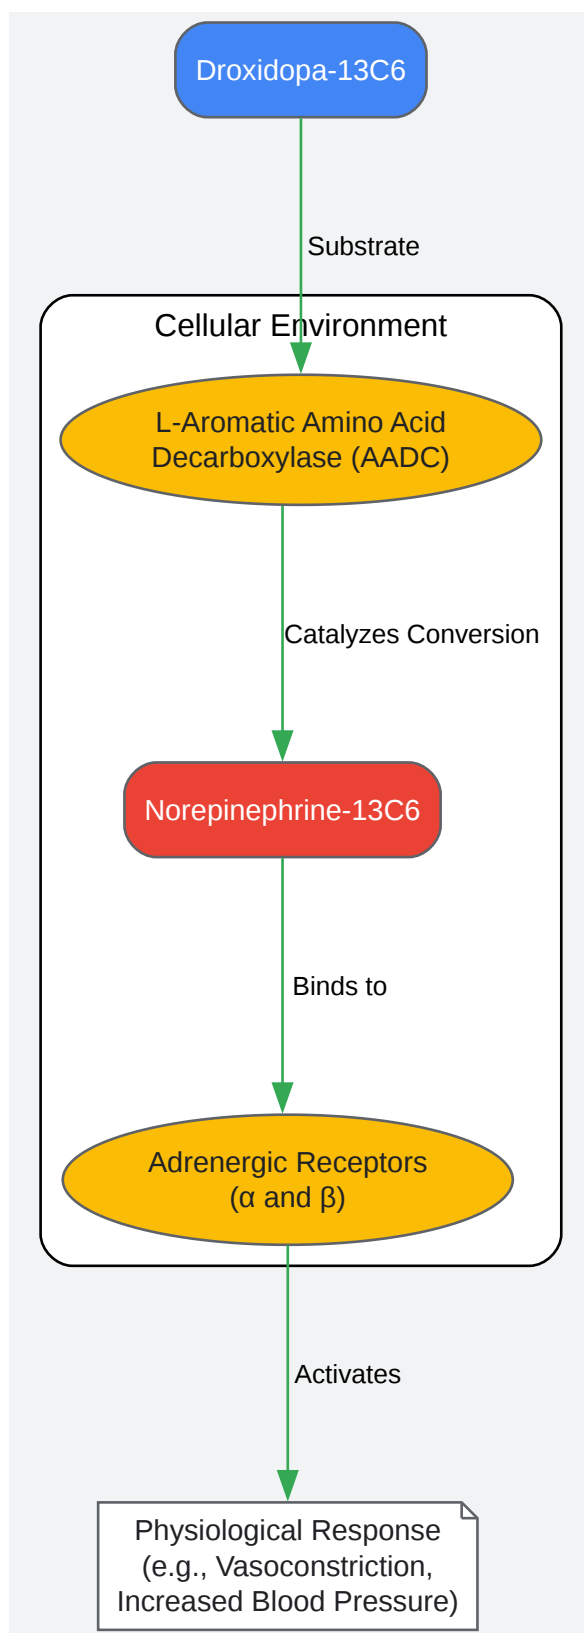 Droxidopa-13C6
Substrate
Cellular Environment
L-Aromatic Amino Acid
Decarboxylase (AADC)
Catalyzes Conversion
Norepinephrine-13C6
Binds to
Adrenergic Receptors
(α and β)
Activates
Physiological Response
(e.g., Vasoconstriction,
Increased Blood Pressure)